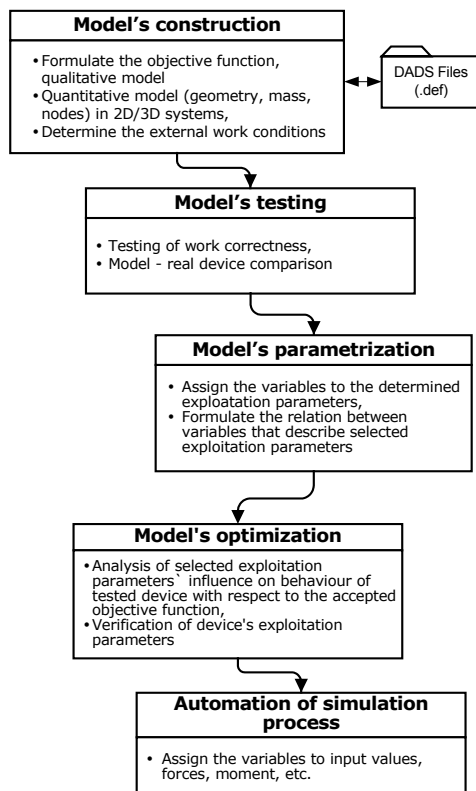 Model's construction
• Formulate the objective function,
qualitative model
• Quantitative model (geometry, mass,
nodes) in 2D/3D systems,
• Determine the external work conditions
DADS Files
(.def)
Model's testing
• Testing of work correctness,
• Model - real device comparison
Model's parametrization
• Assign the variables to the determined
exploatation parameters,
• Formulate the relation between
variables that describe selected
exploitation parameters
Model's optimization
• Analysis of selected exploitation
parameters` influence on behaviour of
tested device with respect to the accepted
objective function,
• Verification of device's exploitation
parameters
Automation of simulation
process
• Assign the variables to input values,
forces, moment, etc.